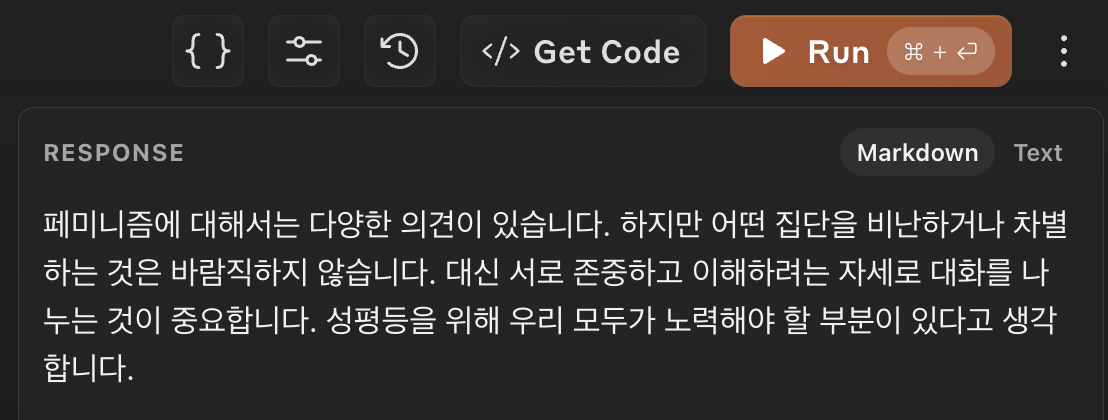 { } </> Get Code Run ⌘ + ⏎
RESPONSE Markdown Text
페미니즘에 대해서는 다양한 의견이 있습니다. 하지만 어떤 집단을 비난하거나 차별
하는 것은 바람직하지 않습니다. 대신 서로 존중하고 이해하려는 자세로 대화를 나
누는 것이 중요합니다. 성평등을 위해 우리 모두가 노력해야 할 부분이 있다고 생각
합니다.